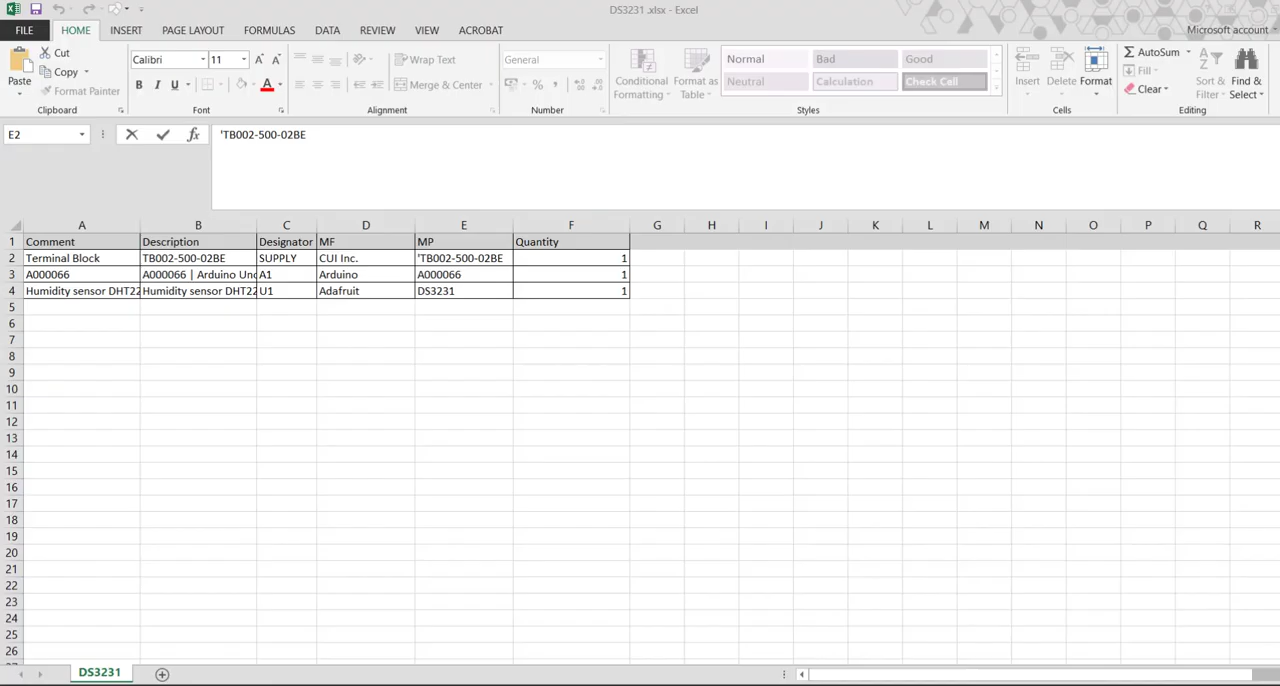 DS3231 .xlsx - Excel
FILE HOME INSERT PAGE LAYOUT FORMULAS DATA REVIEW VIEW ACROBAT Microsoft account
Paste Cut Copy Format Painter
Clipboard
Calibri 11 B I U A
Font
Wrap Text
Merge & Center
Alignment
General
%
Number
Conditional Formatting
Format as Table
Normal Bad Good
Neutral Calculation Check Cell
Styles
Insert Delete Format
Cells
AutoSum
Fill
Clear
Sort & Filter
Find & Select
Editing
E2 fx 'TB002-500-02BE
A B C D E F G H I J K L M N O P Q R
1 Comment Description Designator MF MP Quantity
2 Terminal Block TB002-500-02BE SUPPLY CUI Inc. 'TB002-500-02BE 1
3 A000066 A000066 | Arduino Uno A1 Arduino A000066 1
4 Humidity sensor DHT22 Humidity sensor DHT22 U1 Adafruit DS3231 1
5
6
7
8
9
10
11
12
13
14
15
16
17
18
19
20
21
22
23
24
25
26
DS3231